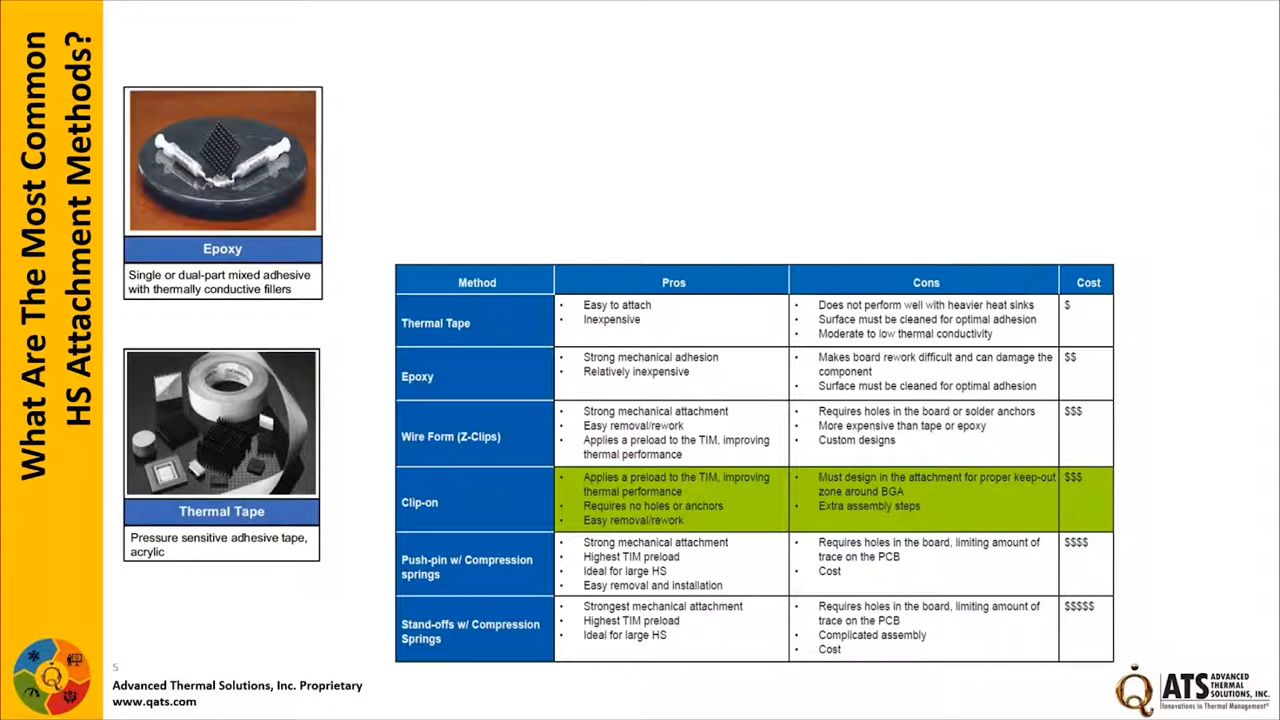 What Are The Most Common
HS Attachment Methods?
Epoxy
Single or dual-part mixed adhesive
with thermally conductive fillers
Thermal Tape
Pressure sensitive adhesive tape,
acrylic
Method
Pros
Cons
Cost
Thermal Tape
• Easy to attach
• Inexpensive
• Does not perform well with heavier heat sinks
• Surface must be cleaned for optimal adhesion
• Moderate to low thermal conductivity
$
Epoxy
• Strong mechanical adhesion
• Relatively inexpensive
• Makes board rework difficult and can damage the
component
• Surface must be cleaned for optimal adhesion
$$
Wire Form (Z-Clips)
• Strong mechanical attachment
• Easy removal/rework
• Applies a preload to the TIM, improving
thermal performance
• Requires holes in the board or solder anchors
• More expensive than tape or epoxy
• Custom designs
$$$
Clip-on
• Applies a preload to the TIM, improving
thermal performance
• Requires no holes or anchors
• Easy removal/rework
• Must design in the attachment for proper keep-out
zone around BGA
• Extra assembly steps
$$$
Push-pin w/ Compression
springs
• Strong mechanical attachment
• Highest TIM preload
• Ideal for large HS
• Easy removal and installation
• Requires holes in the board, limiting amount of
trace on the PCB
• Cost
$$$$
Stand-offs w/ Compression
Springs
• Strongest mechanical attachment
• Highest TIM preload
• Ideal for large HS
• Requires holes in the board, limiting amount of
trace on the PCB
• Complicated assembly
• Cost
$$$$$
5
Advanced Thermal Solutions, Inc. Proprietary
www.qats.com
Q
ATS
ADVANCED
THERMAL
SOLUTIONS, INC.
Innovations in Thermal Management®